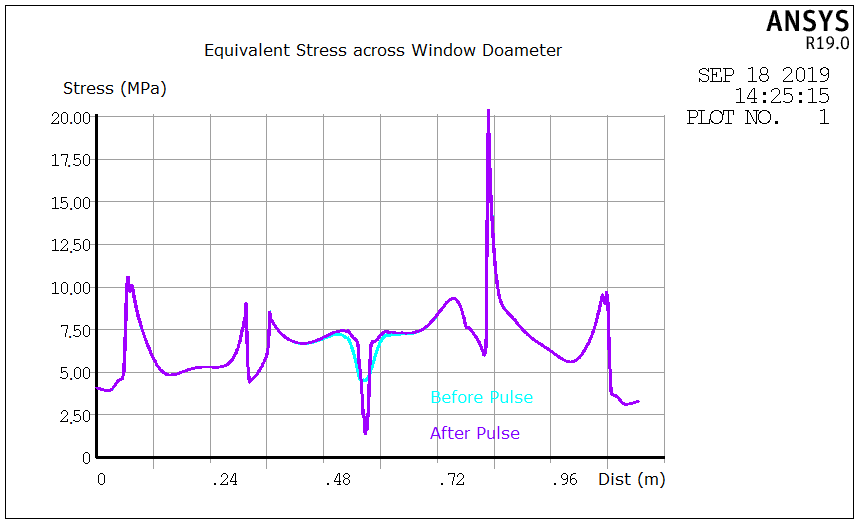 ANSYS
R19.0
Equivalent Stress across Window Doameter
SEP 18 2019
14:25:15
PLOT NO. 1
Stress (MPa)
20.00
17.50
15.00
12.50
10.00
7.50
5.00
2.50
0
Before Pulse
After Pulse
0 .24 .48 .72 .96 Dist (m)